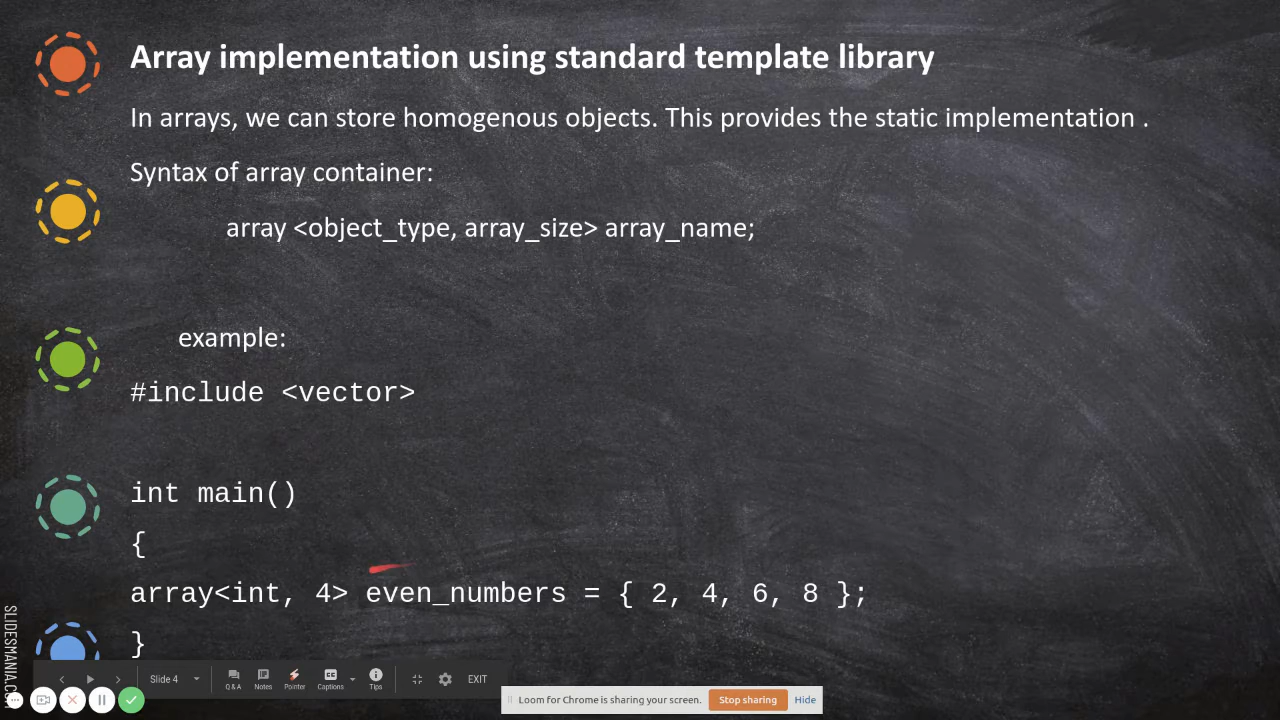 Array implementation using standard template library
In arrays, we can store homogenous objects. This provides the static implementation .
Syntax of array container:
array <object_type, array_size> array_name;
example:
#include <vector>
int main()
{
array<int, 4> even_numbers = { 2, 4, 6, 8 };
}
SLIDESMANIA.C
Slide 4
Q & A
Notes
Pointer
Captions
Tips
EXIT
Loom for Chrome is sharing your screen.
Stop sharing
Hide